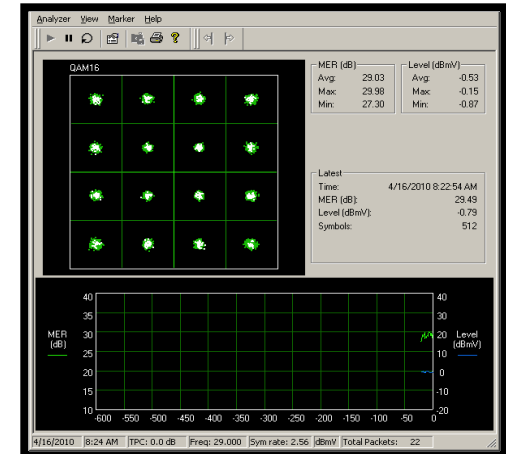 Analyzer View Marker Help
QAM16
MER (dB)
Avg: 29.03
Max: 29.98
Min: 27.30
Level (dBmV)
Avg: -0.53
Max: -0.15
Min: -0.87
Latest
Time: 4/16/2010 8:22:54 AM
MER (dB): 29.49
Level (dBmV): -0.79
Symbols: 512
MER (dB)
40
35
30
25
20
15
10
40
30
20
10
0
-10
-20
Level (dBmV)
-600 -550 -500 -450 -400 -350 -300 -250 -200 -150 -100 -50 0
4/16/2010 8:24 AM TPC: 0.0 dB Freq: 29.000 Sym rate: 2.56 dBmV Total Packets: 22